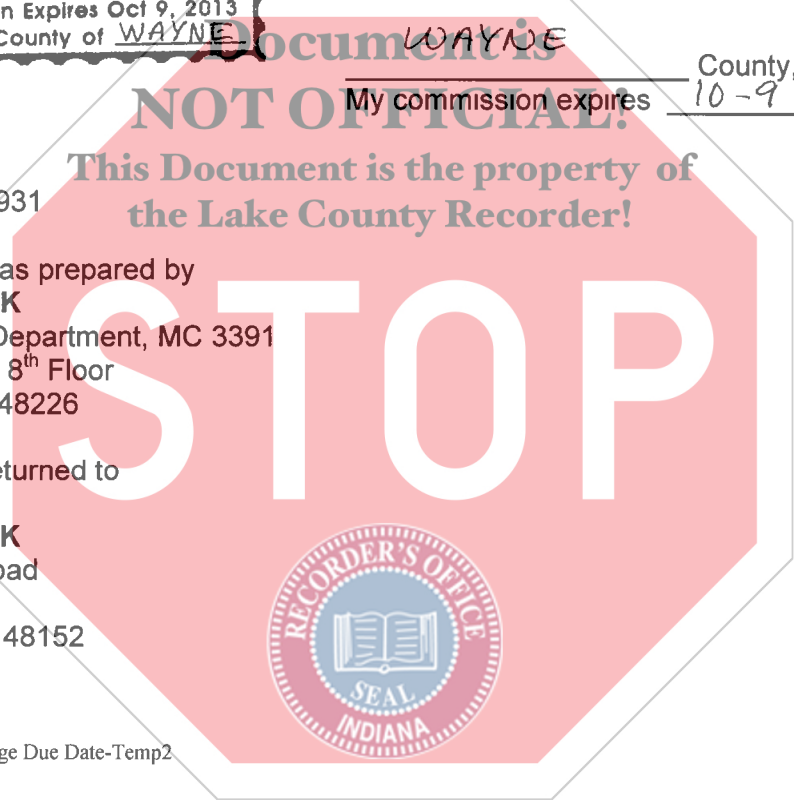 n Expires Oct 9, 2013
County of WAYNE
WAYNE
County,
My commission expires 10-9
Document is
NOT OFFICIAL!
This Document is the property of
the Lake County Recorder!
931
as prepared by
K
Department, MC 3391
8th Floor
48226
STOP
eturned to
K
oad
48152
RECORDER'S OFFICE
SEAL
INDIANA
ge Due Date-Temp2